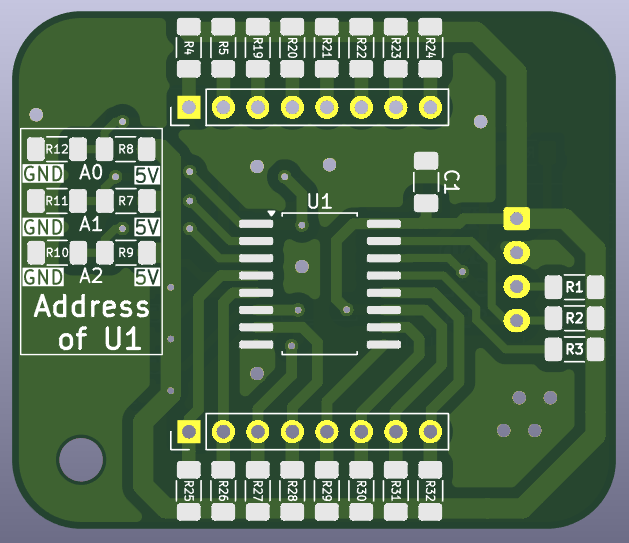 R4 R5 R19 R20 R21 R22 R23 R24
R12 R8
GND A0 5V
C1
R11 R7
U1
GND A1 5V
R10 R9
GND A2 5V
R1
Address
R2
of U1
R3
R25 R26 R27 R28 R29 R30 R31 R32